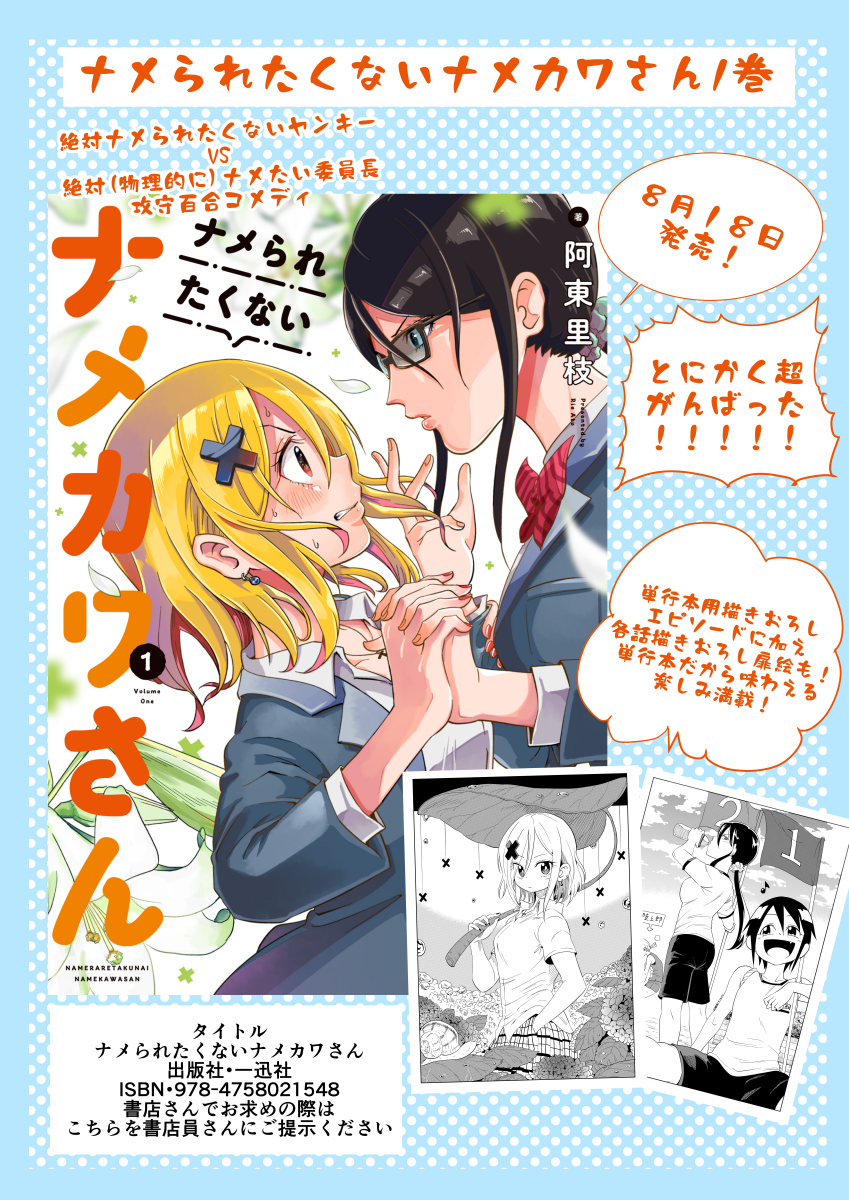 ナメられたくないナメカワさん1巻
絶対ナメられたくないヤンキー
VS
絶対(物理的に)ナメたい委員長
攻守百合コメディ
8月18日
発売!
とにかく超
がんばった
!!!!!
ナメられ
たくない
ナメカワさん
1
Volume
One
著
阿東里枝
Presented by
Rie Ato
NAMERARETAKUNAI
NAMEKAWASAN
単行本用描きおろし
エピソードに加え
各話描きおろし扉絵も!
単行本だから味わえる
楽しみ満載!
2
1
陸上部
タイトル
ナメられたくないナメカワさん
出版社・一迅社
ISBN・978-4758021548
書店さんでお求めの際は
こちらを書店員さんにご提示ください